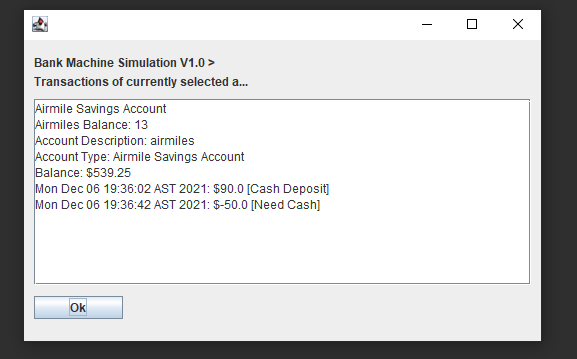 Bank Machine Simulation V1.0 >
Transactions of currently selected a...
Airmile Savings Account
Airmiles Balance: 13
Account Description: airmiles
Account Type: Airmile Savings Account
Balance: $539.25
Mon Dec 06 19:36:02 AST 2021: $90.0 [Cash Deposit]
Mon Dec 06 19:36:42 AST 2021: $-50.0 [Need Cash]
Ok